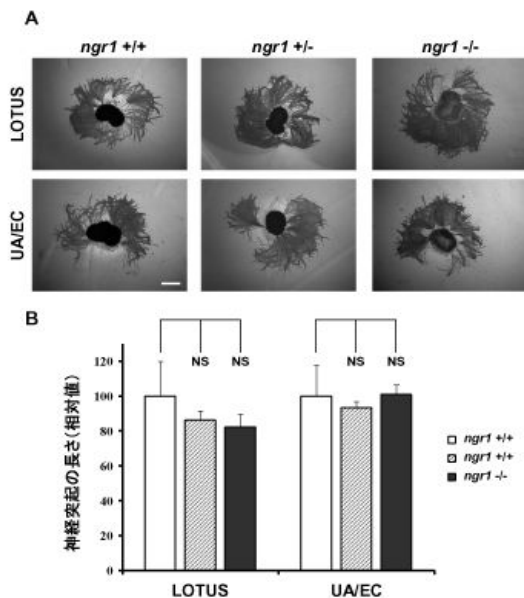 A
ngr1 +/+ ngr1 +/- ngr1 -/-
LOTUS
UA/EC
B
NS NS NS NS
神経突起の長さ(相対値)
120
100
80
60
40
20
0
LOTUS UA/EC
ngr1 +/+
ngr1 +/+
ngr1 -/-